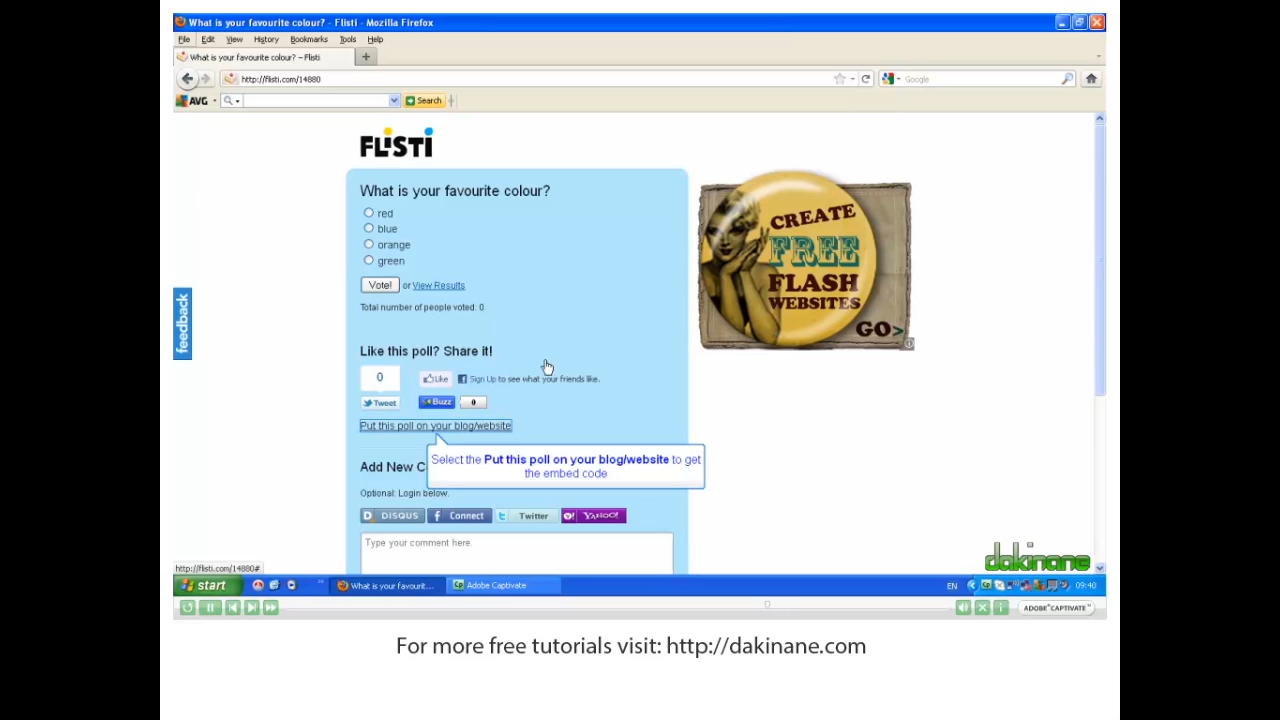 What is your favourite colour? - Flisti - Mozilla Firefox
File Edit View History Bookmarks Tools Help
What is your favourite colour? – Flisti
http://flisti.com/14880
Google
AVG
Search
FLiSTi
What is your favourite colour?
red
blue
orange
green
Vote! or View Results
Total number of people voted: 0
CREATE
FREE
FLASH
WEBSITES
GO>
feedback
Like this poll? Share it!
0
Like
Sign Up to see what your friends like.
Tweet
Buzz
0
Put this poll on your blog/website
Select the Put this poll on your blog/website to get
the embed code
Add New C
Optional: Login below.
D DISQUS
f Connect
t Twitter
Y! YAHOO!
Type your comment here.
http://flisti.com/14880#
dakinane
start
What is your favourit...
Cp Adobe Captivate
EN
09:40
ADOBE CAPTIVATE™
For more free tutorials visit: http://dakinane.com